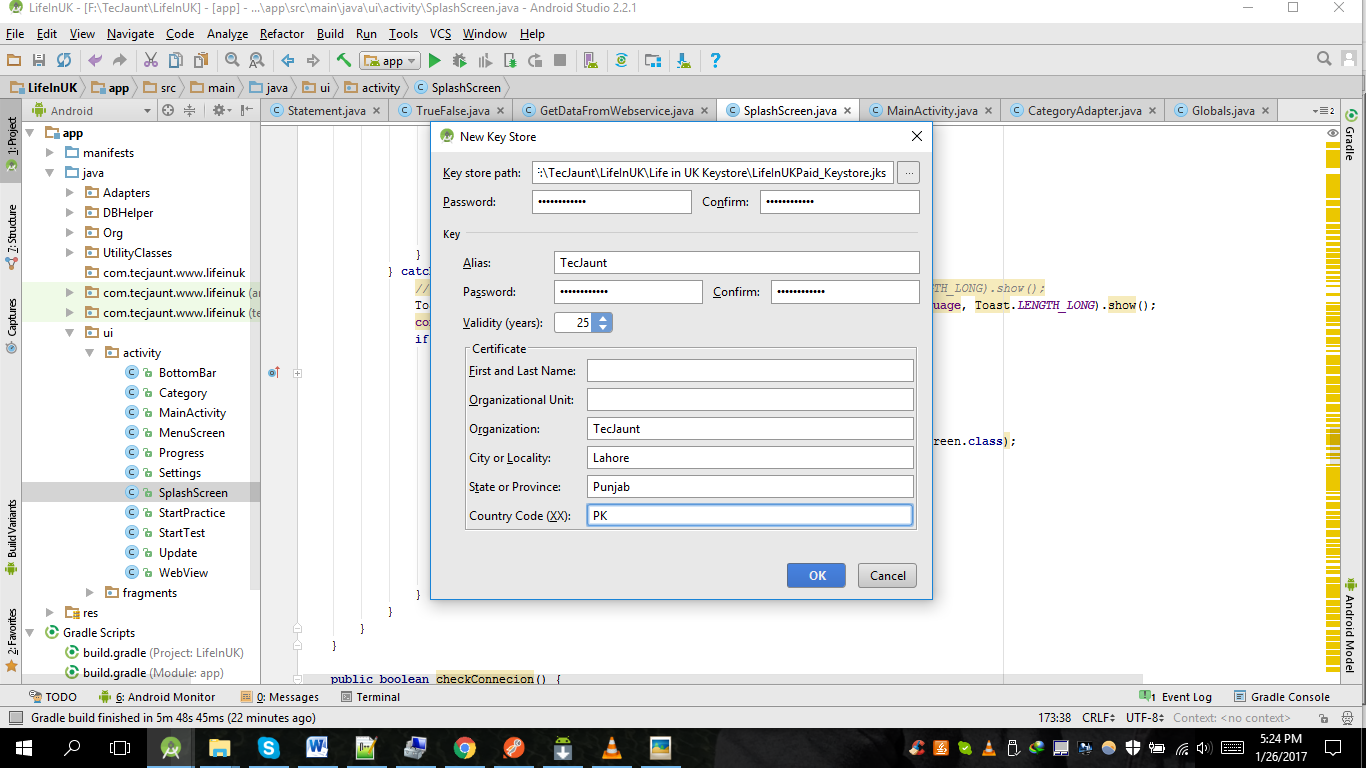 LifeInUK - [F:\TecJaunt\LifeInUK] - [app] - ...\app\src\main\java\ui\activity\SplashScreen.java - Android Studio 2.2.1
File Edit View Navigate Code Analyze Refactor Build Run Tools VCS Window Help
app
LifeInUK app src main java ui activity SplashScreen
Android
Statement.java TrueFalse.java GetDataFromWebservice.java SplashScreen.java MainActivity.java CategoryAdapter.java Globals.java
2
1: Project
7: Structure
Captures
Build Variants
2: Favorites
app
manifests
java
Adapters
DBHelper
Org
UtilityClasses
com.tecjaunt.www.lifeinuk
com.tecjaunt.www.lifeinuk
com.tecjaunt.www.lifeinuk
ui
activity
BottomBar
Category
MainActivity
MenuScreen
Progress
Settings
SplashScreen
StartPractice
StartTest
Update
WebView
fragments
res
Gradle Scripts
build.gradle (Project: LifeInUK)
build.gradle (Module: app)
New Key Store
Key store path: :\TecJaunt\LifeInUK\Life in UK Keystore\LifeInUKPaid_Keystore.jks ...
Password: •••••••••••• Confirm: ••••••••••••
Key
Alias: TecJaunt
Password: •••••••••••• Confirm: ••••••••••••
Validity (years): 25
Certificate
First and Last Name:
Organizational Unit:
Organization: TecJaunt
City or Locality: Lahore
State or Province: Punjab
Country Code (XX): PK
OK Cancel
}
} catc
//
TH_LONG).show();
To
uage, Toast.LENGTH_LONG).show();
co
if
reen.class);
}
}
}
}
public boolean checkConnecion() {
Gradle
Android Model
TODO 6: Android Monitor 0: Messages Terminal 1 Event Log Gradle Console
Gradle build finished in 5m 48s 45ms (22 minutes ago) 173:38 CRLF UTF-8 Context: <no context>
5:24 PM
1/26/2017